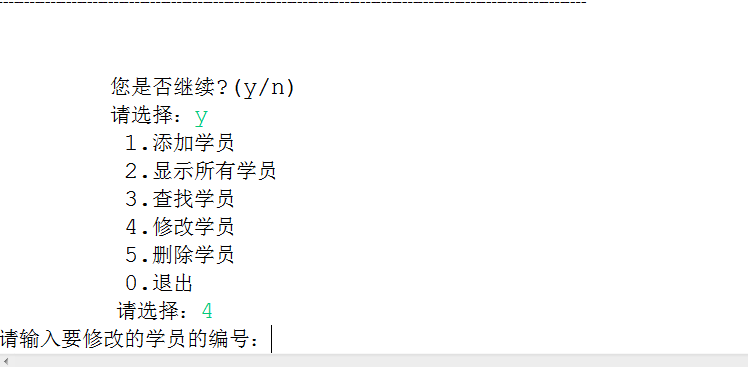 您是否继续?(y/n)
请选择：y
1.添加学员
2.显示所有学员
3.查找学员
4.修改学员
5.删除学员
0.退出
请选择：4
请输入要修改的学员的编号：